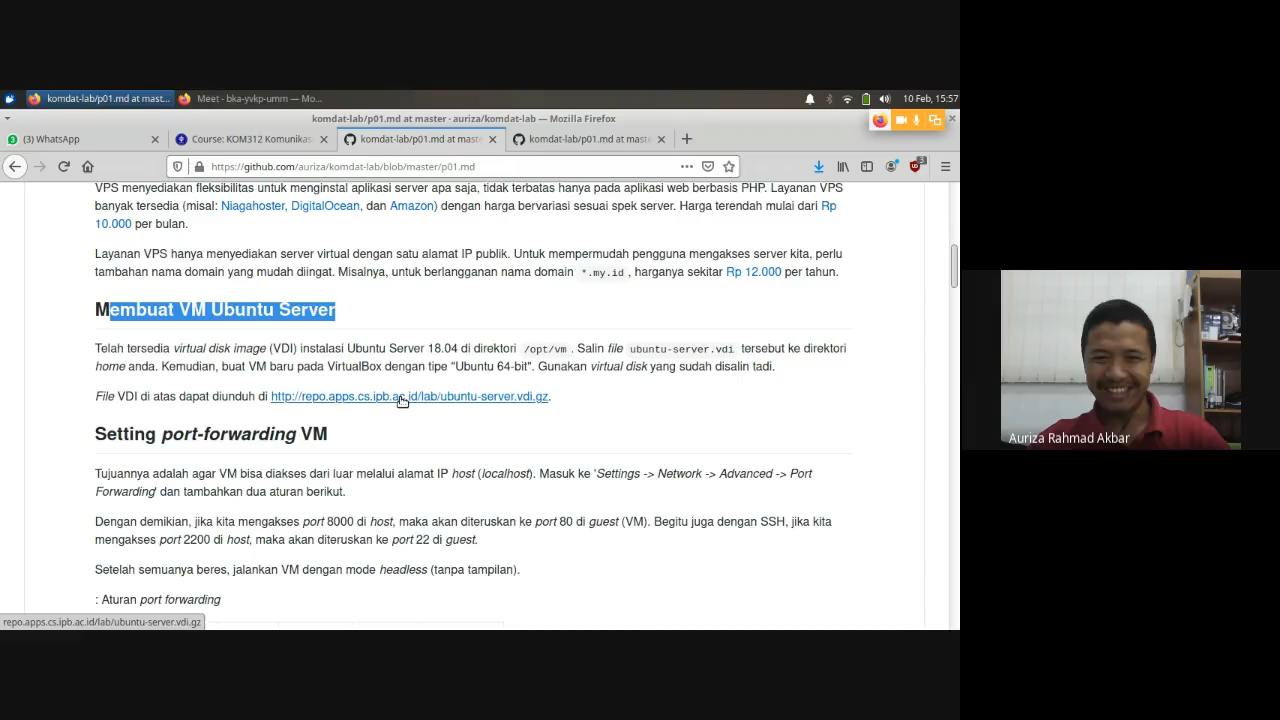 komdat-lab/p01.md at mast...
Meet - bka-yvkp-umm — Mo...
10 Feb, 15:57
komdat-lab/p01.md at master · auriza/komdat-lab — Mozilla Firefox
(3) WhatsApp
Course: KOM312 Komunikas
komdat-lab/p01.md at maste
komdat-lab/p01.md at maste
https://github.com/auriza/komdat-lab/blob/master/p01.md
VPS menyediakan fleksibilitas untuk menginstal aplikasi server apa saja, tidak terbatas hanya pada aplikasi web berbasis PHP. Layanan VPS
banyak tersedia (misal: Niagahoster, DigitalOcean, dan Amazon) dengan harga bervariasi sesuai spek server. Harga terendah mulai dari Rp
10.000 per bulan.
Layanan VPS hanya menyediakan server virtual dengan satu alamat IP publik. Untuk mempermudah pengguna mengakses server kita, perlu
tambahan nama domain yang mudah diingat. Misalnya, untuk berlangganan nama domain *.my.id, harganya sekitar Rp 12.000 per tahun.
Membuat VM Ubuntu Server
Telah tersedia virtual disk image (VDI) instalasi Ubuntu Server 18.04 di direktori /opt/vm. Salin file ubuntu-server.vdi tersebut ke direktori
home anda. Kemudian, buat VM baru pada VirtualBox dengan tipe "Ubuntu 64-bit". Gunakan virtual disk yang sudah disalin tadi.
File VDI di atas dapat diunduh di http://repo.apps.cs.ipb.ac.id/lab/ubuntu-server.vdi.gz.
Setting port-forwarding VM
Tujuannya adalah agar VM bisa diakses dari luar melalui alamat IP host (localhost). Masuk ke 'Settings -> Network -> Advanced -> Port
Forwarding' dan tambahkan dua aturan berikut.
Dengan demikian, jika kita mengakses port 8000 di host, maka akan diteruskan ke port 80 di guest (VM). Begitu juga dengan SSH, jika kita
mengakses port 2200 di host, maka akan diteruskan ke port 22 di guest.
Setelah semuanya beres, jalankan VM dengan mode headless (tanpa tampilan).
: Aturan port forwarding
repo.apps.cs.ipb.ac.id/lab/ubuntu-server.vdi.gz
Auriza Rahmad Akbar